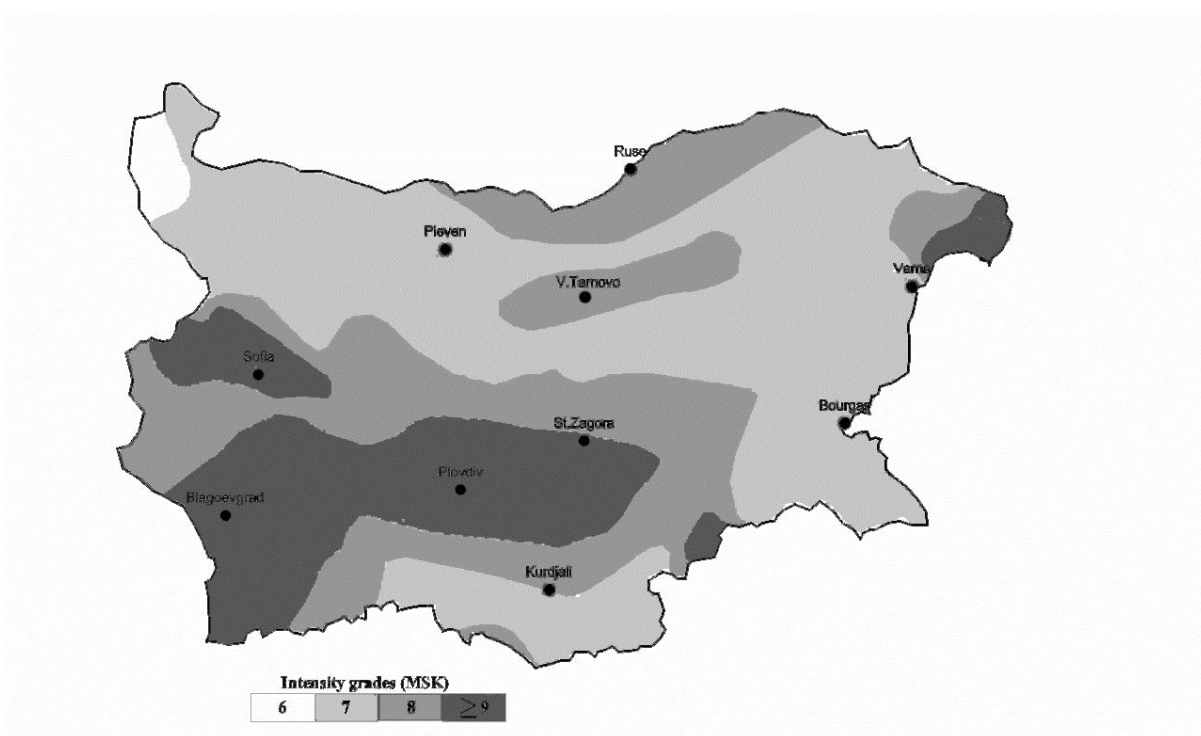 Ruse
Pleven
V.Tarnovo
Varna
Sofia
Bourgas
St.Zagora
Plovdiv
Blagoevgrad
Kurdjali
Intensity grades (MSK)
6 7 8 ≥9